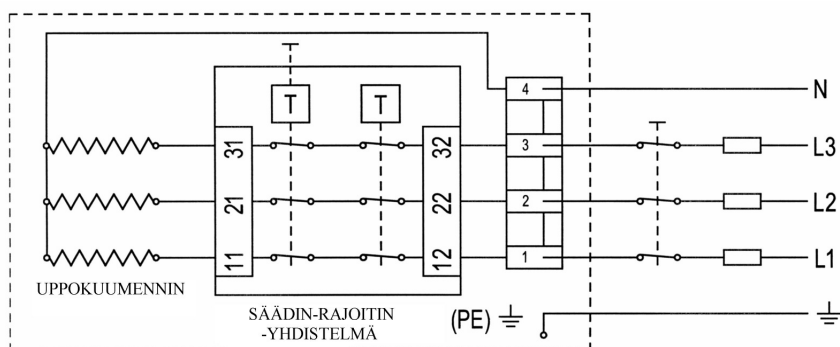 4 N
T T
31 32 3 L3
21 22 2 L2
11 12 1 L1
UPPOKUUMENNIN
SÄÄDIN-RAJOITIN
-YHDISTELMÄ
(PE)